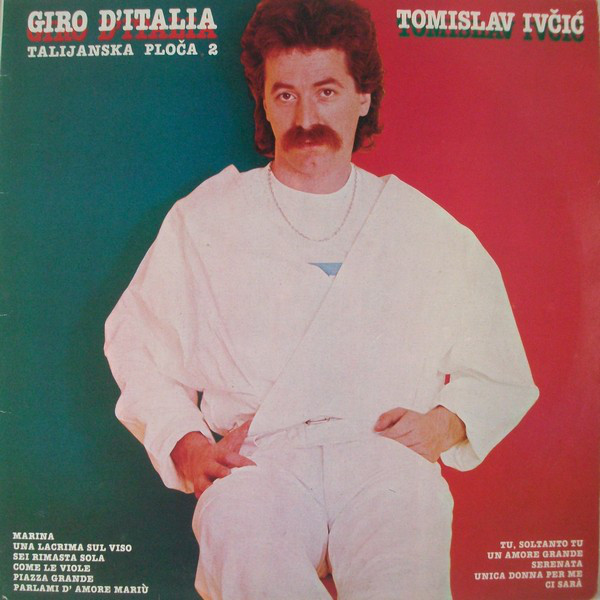 GIRO D'ITALIA
TALIJANSKA PLOČA 2
TOMISLAV IVČIĆ
MARINA
UNA LACRIMA SUL VISO
SEI RIMASTA SOLA
COME LE VIOLE
PIAZZA GRANDE
PARLAMI D' AMORE MARIÙ
TU, SOLTANTO TU
UN AMORE GRANDE
SERENATA
UNICA DONNA PER ME
CI SARÁ